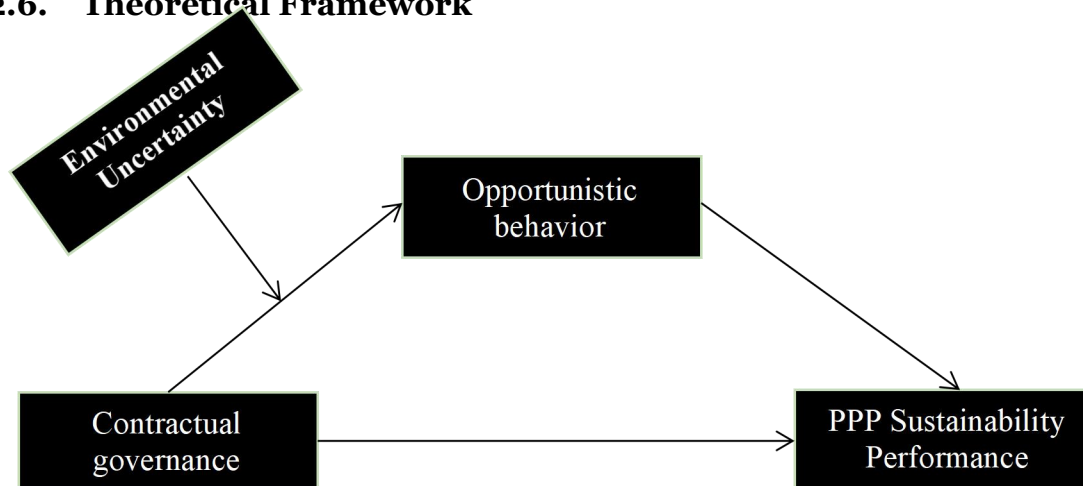 2.6. Theoretical Framework
Environmental
Uncertainty
Opportunistic
behavior
Contractual
governance
PPP Sustainability
Performance